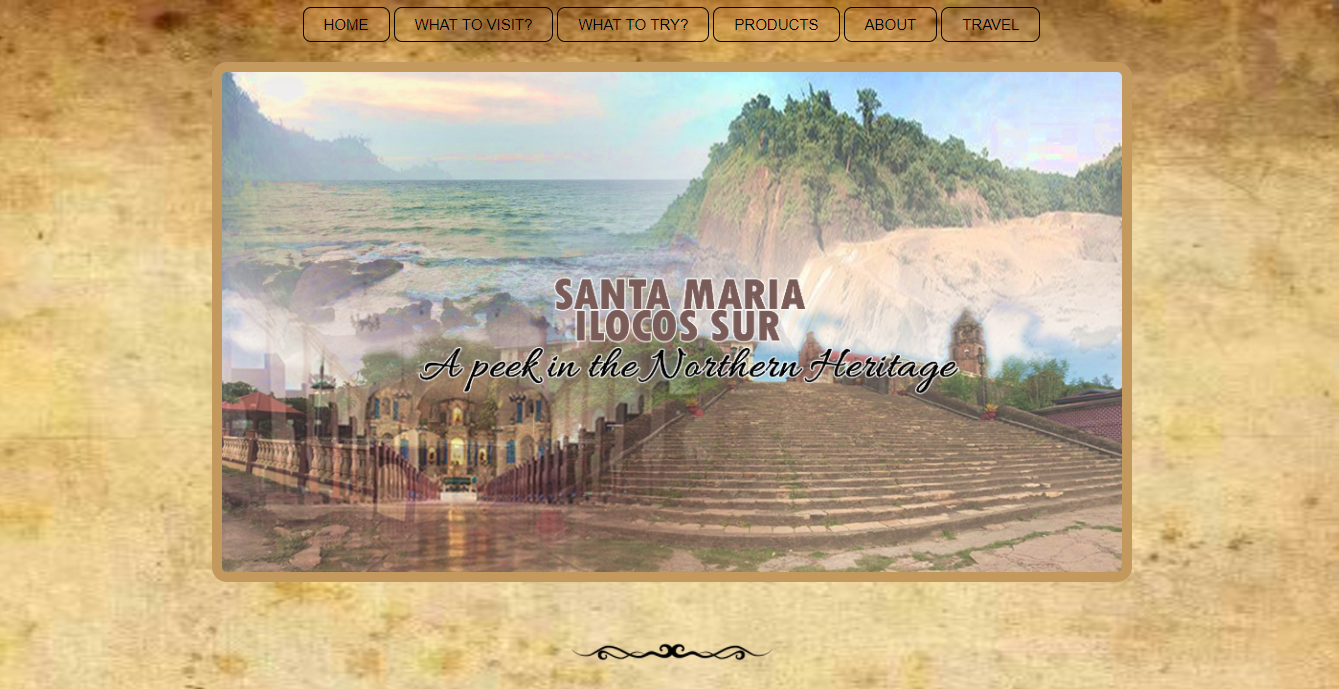 HOME
WHAT TO VISIT?
WHAT TO TRY?
PRODUCTS
ABOUT
TRAVEL
SANTA MARIA
ILOCOS SUR
A peek in the Northern Heritage